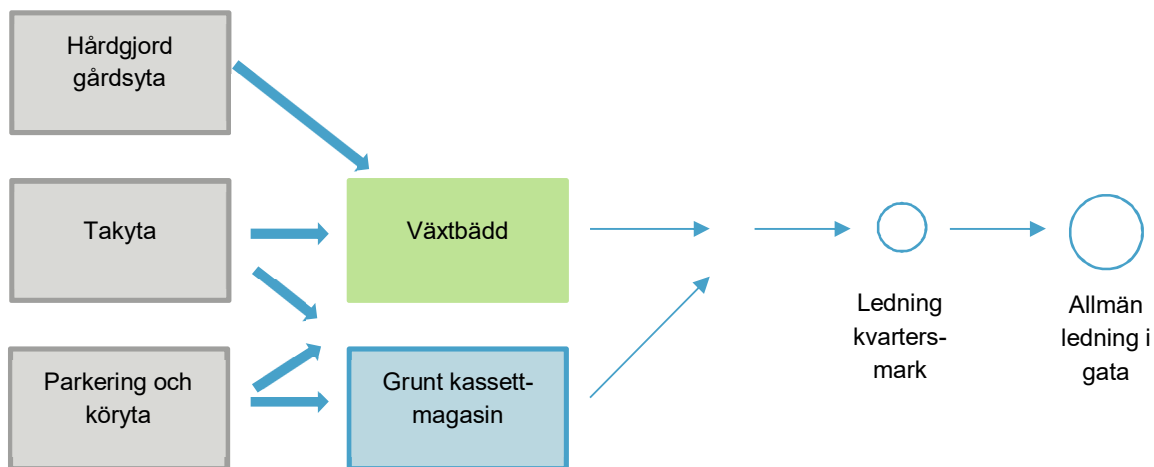 Hårdgjord
gårdsyta
Takyta
Växtbädd
Ledning
kvarters-
mark
Allmän
ledning i
gata
Parkering och
köryta
Grunt kassett-
magasin